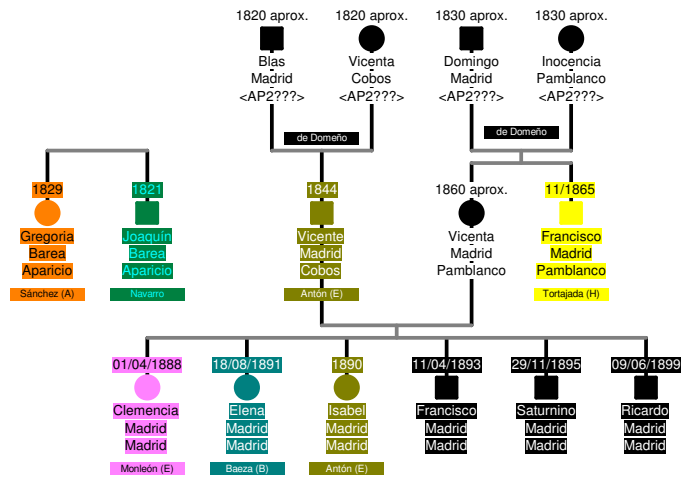 1820 aprox. 1820 aprox. 1830 aprox. 1830 aprox.
Blas Vicenta Domingo Inocencia
Madrid Cobos Madrid Pamblanco
<AP2???> <AP2???> <AP2???> <AP2???>
de Domeño de Domeño
1829 1821 1844 1860 aprox. 11/1865
Gregoria Joaquín Vicente Vicenta Francisco
Barea Barea Madrid Madrid Madrid
Aparicio Aparicio Cobos Pamblanco Pamblanco
Sánchez (A) Navarro Antón (E) Tortajada (H)
01/04/1888 18/08/1891 1890 11/04/1893 29/11/1895 09/06/1899
Clemencia Elena Isabel Francisco Saturnino Ricardo
Madrid Madrid Madrid Madrid Madrid Madrid
Madrid Madrid Madrid Madrid Madrid Madrid
Monleón (E) Baeza (B) Antón (E)